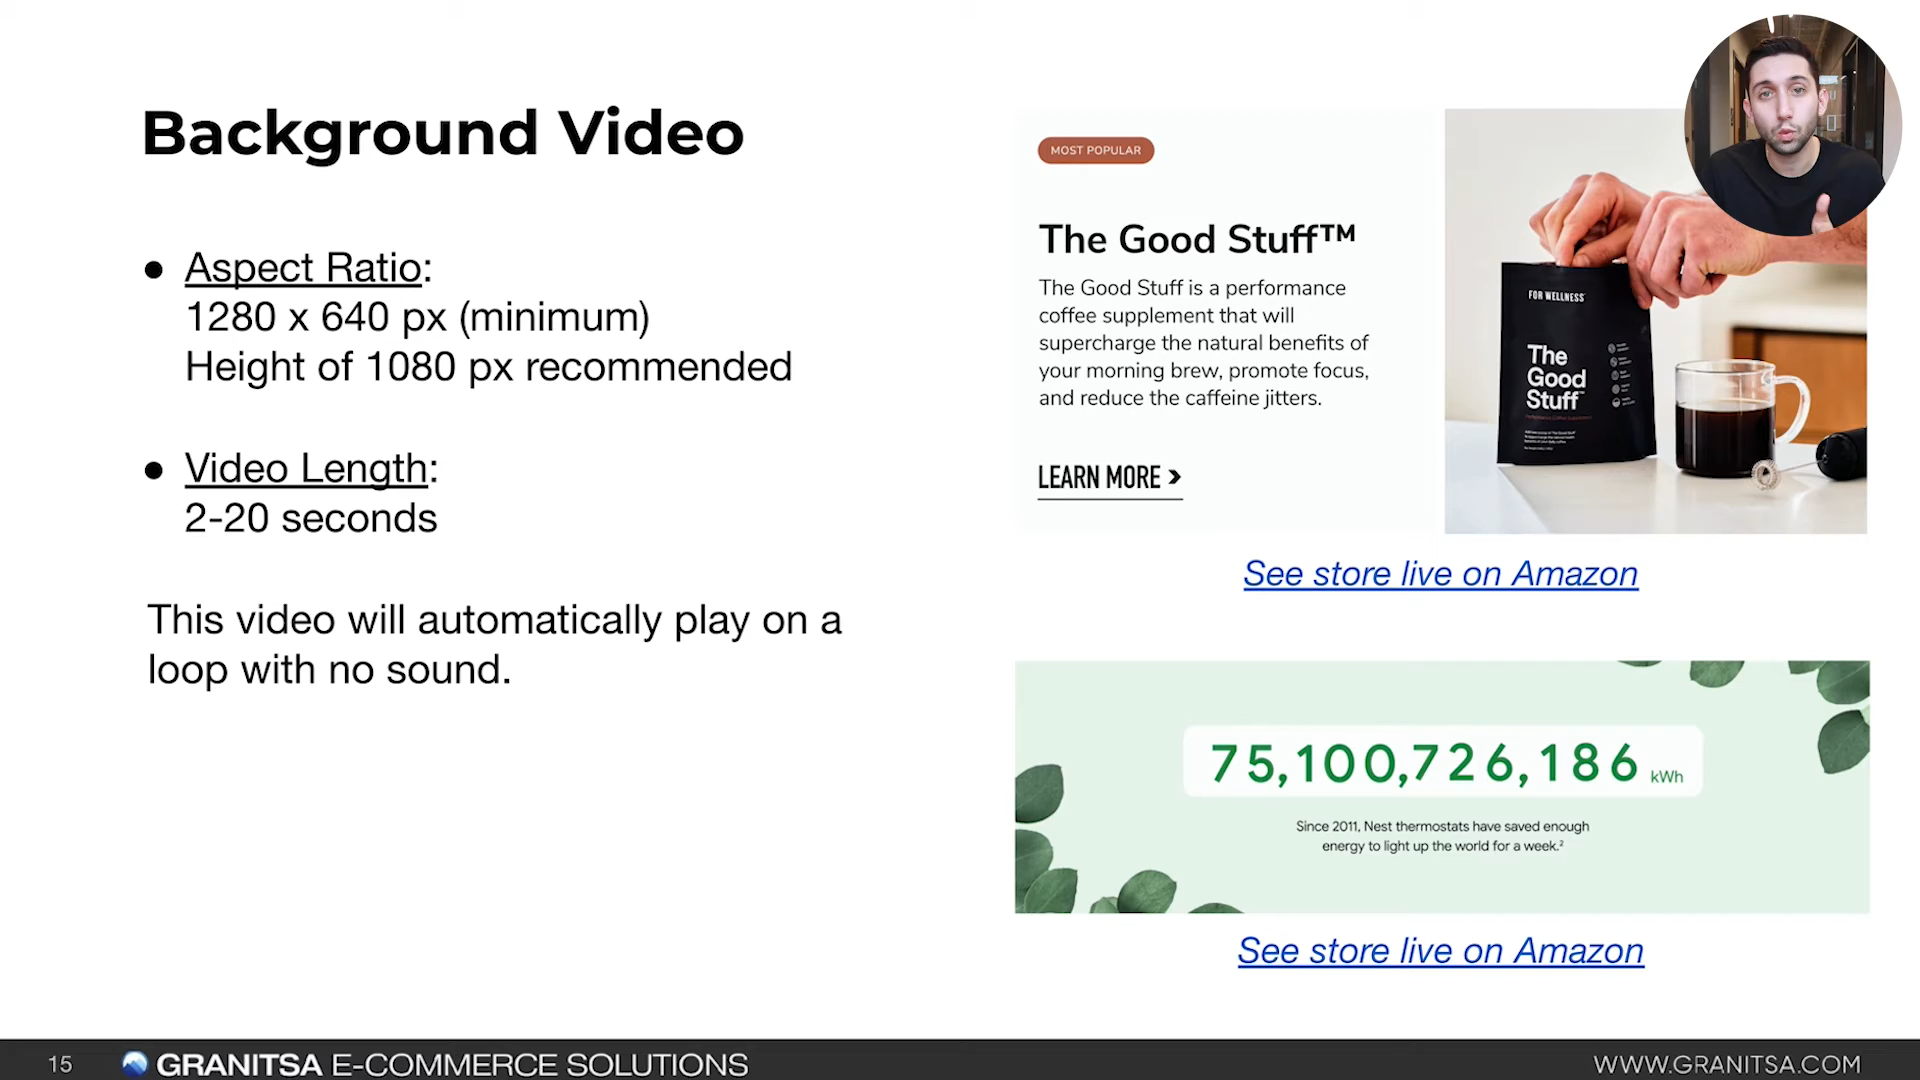 Background Video
● Aspect Ratio:
1280 x 640 px (minimum)
Height of 1080 px recommended
● Video Length:
2-20 seconds
This video will automatically play on a
loop with no sound.
MOST POPULAR
The Good Stuff™
The Good Stuff is a performance
coffee supplement that will
supercharge the natural benefits of
your morning brew, promote focus,
and reduce the caffeine jitters.
LEARN MORE >
FOR WELLNESS
The
Good
Stuff
See store live on Amazon
75,100,726,186 kWh
Since 2011, Nest thermostats have saved enough
energy to light up the world for a week.²
See store live on Amazon
15 GRANITSA E-COMMERCE SOLUTIONS
WWW.GRANITSA.COM